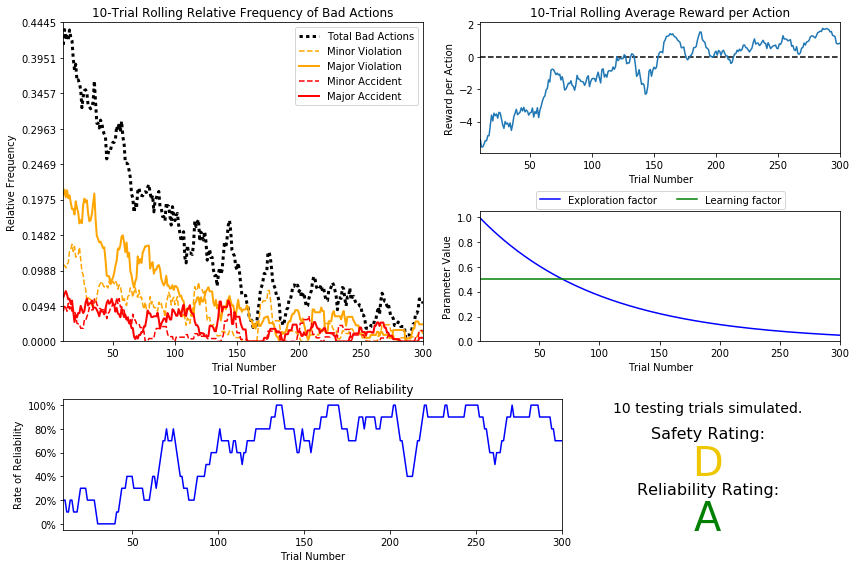 10-Trial Rolling Relative Frequency of Bad Actions
0.4445
0.3951
0.3457
0.2963
0.2469
0.1975
0.1482
0.0988
0.0494
0.0000
Relative Frequency
Total Bad Actions
Minor Violation
Major Violation
Minor Accident
Major Accident
50 100 150 200 250 300
Trial Number
10-Trial Rolling Average Reward per Action
2
0
−2
−4
Reward per Action
50 100 150 200 250 300
Trial Number
Exploration factor Learning factor
1.0
0.8
0.6
0.4
0.2
0.0
Parameter Value
50 100 150 200 250 300
Trial Number
10-Trial Rolling Rate of Reliability
100%
80%
60%
40%
20%
0%
Rate of Reliability
50 100 150 200 250 300
Trial Number
10 testing trials simulated.
Safety Rating:
D
Reliability Rating:
A